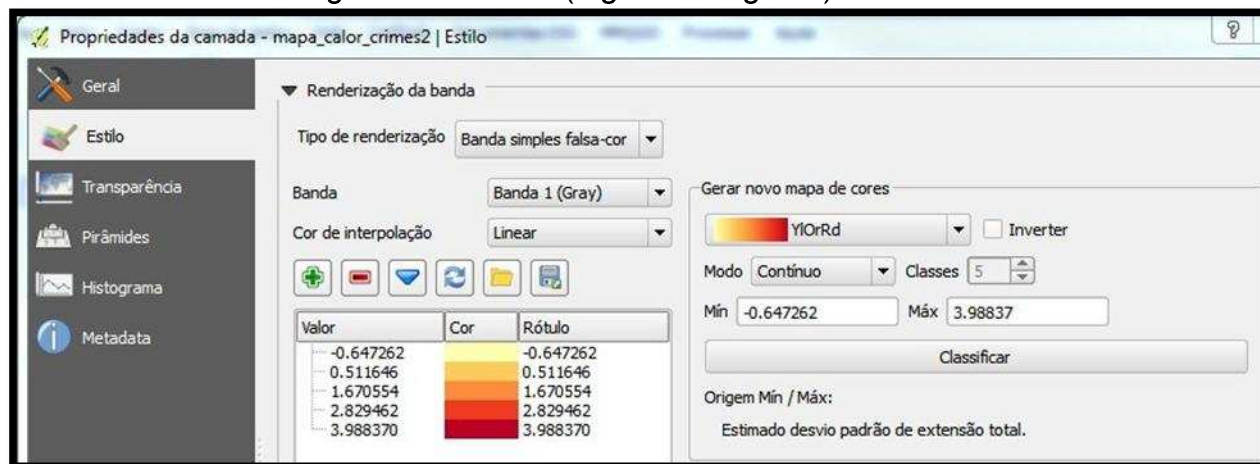 Propriedades da camada - mapa_calor_crimes2 | Estilo
?
Geral
Estilo
Transparência
Pirâmides
Histograma
Metadata
Renderização da banda
Tipo de renderização Banda simples falsa-cor
Banda Banda 1 (Gray)
Cor de interpolação Linear
Valor Cor Rótulo
-0.647262 -0.647262
0.511646 0.511646
1.670554 1.670554
2.829462 2.829462
3.988370 3.988370
Gerar novo mapa de cores
YlOrRd Inverter
Modo Contínuo Classes 5
Mín -0.647262 Máx 3.98837
Classificar
Origem Mín / Máx:
Estimado desvio padrão de extensão total.